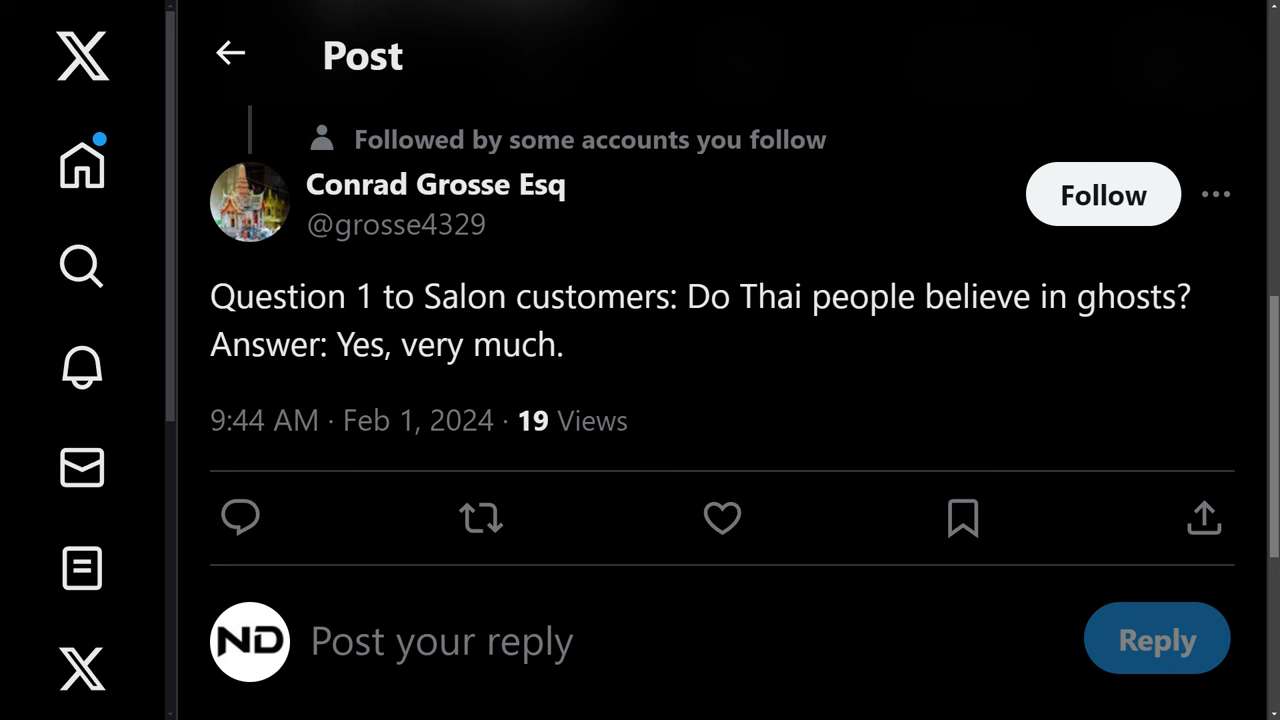 Post
Followed by some accounts you follow
Conrad Grosse Esq
@grosse4329
Follow
Question 1 to Salon customers: Do Thai people believe in ghosts?
Answer: Yes, very much.
9:44 AM · Feb 1, 2024 · 19 Views
ND
Post your reply
Reply